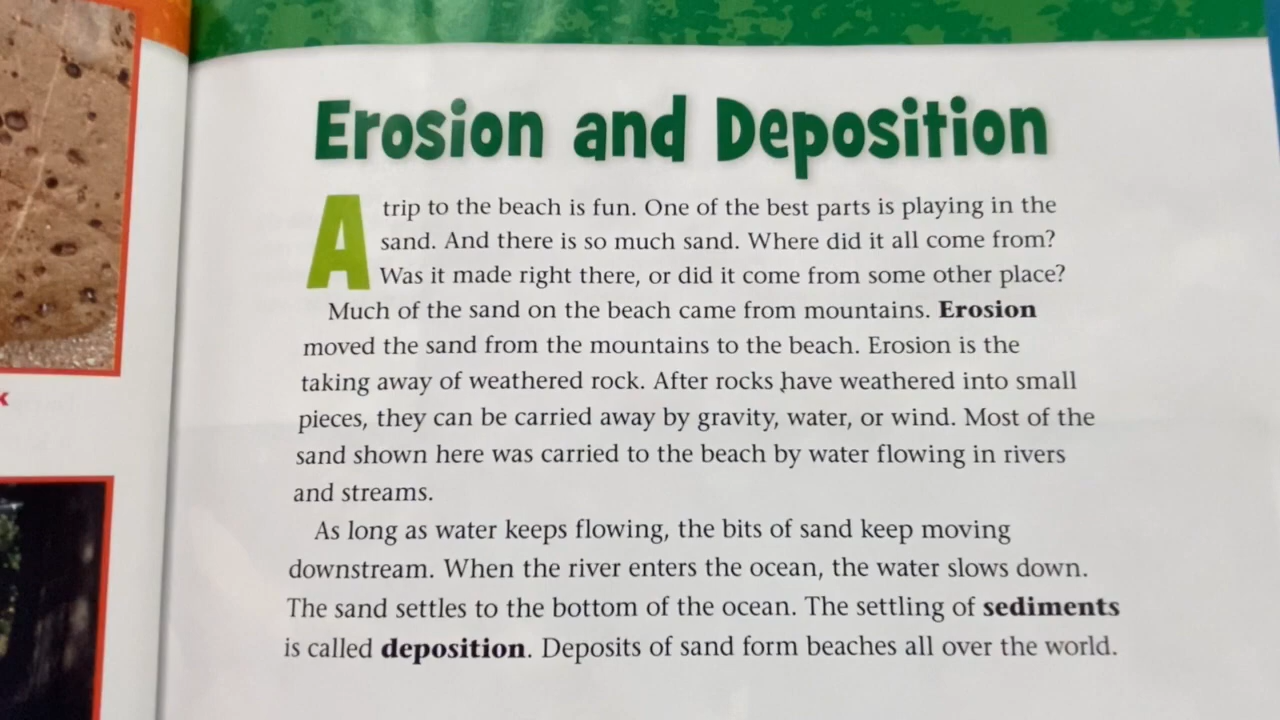 Erosion and Deposition
A trip to the beach is fun. One of the best parts is playing in the
sand. And there is so much sand. Where did it all come from?
Was it made right there, or did it come from some other place?
Much of the sand on the beach came from mountains. Erosion
moved the sand from the mountains to the beach. Erosion is the
taking away of weathered rock. After rocks have weathered into small
pieces, they can be carried away by gravity, water, or wind. Most of the
sand shown here was carried to the beach by water flowing in rivers
and streams.
As long as water keeps flowing, the bits of sand keep moving
downstream. When the river enters the ocean, the water slows down.
The sand settles to the bottom of the ocean. The settling of sediments
is called deposition. Deposits of sand form beaches all over the world.